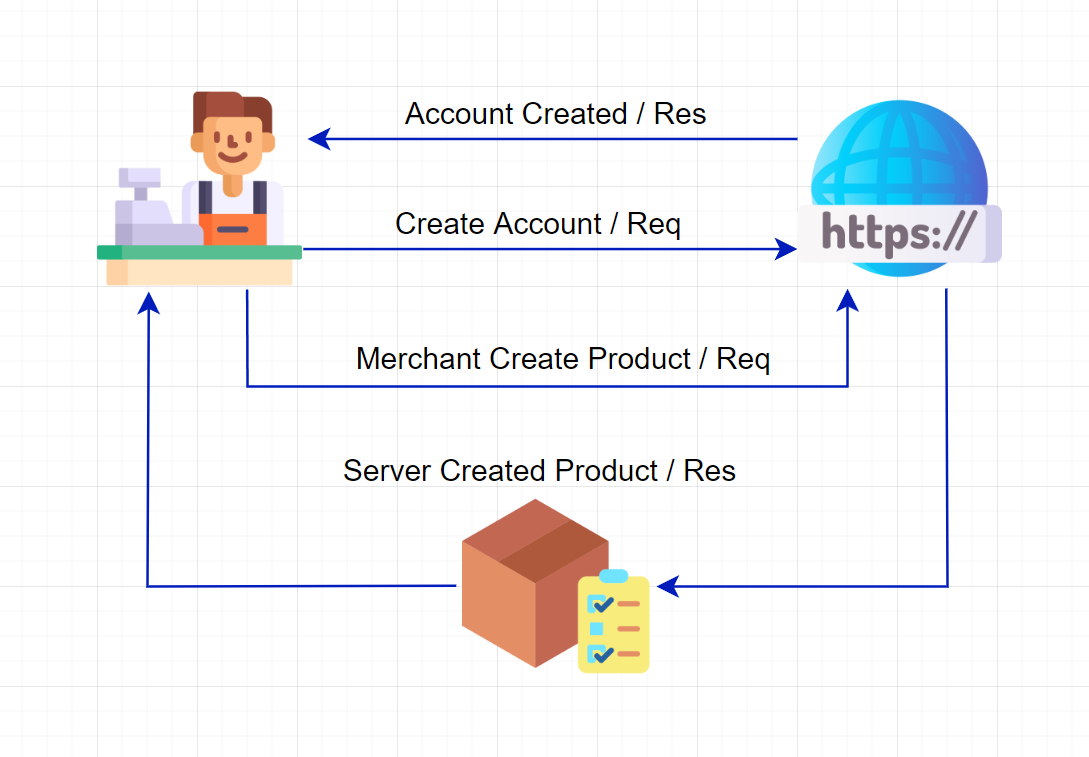 Account Created / Res
Create Account / Req
https://
Merchant Create Product / Req
Server Created Product / Res